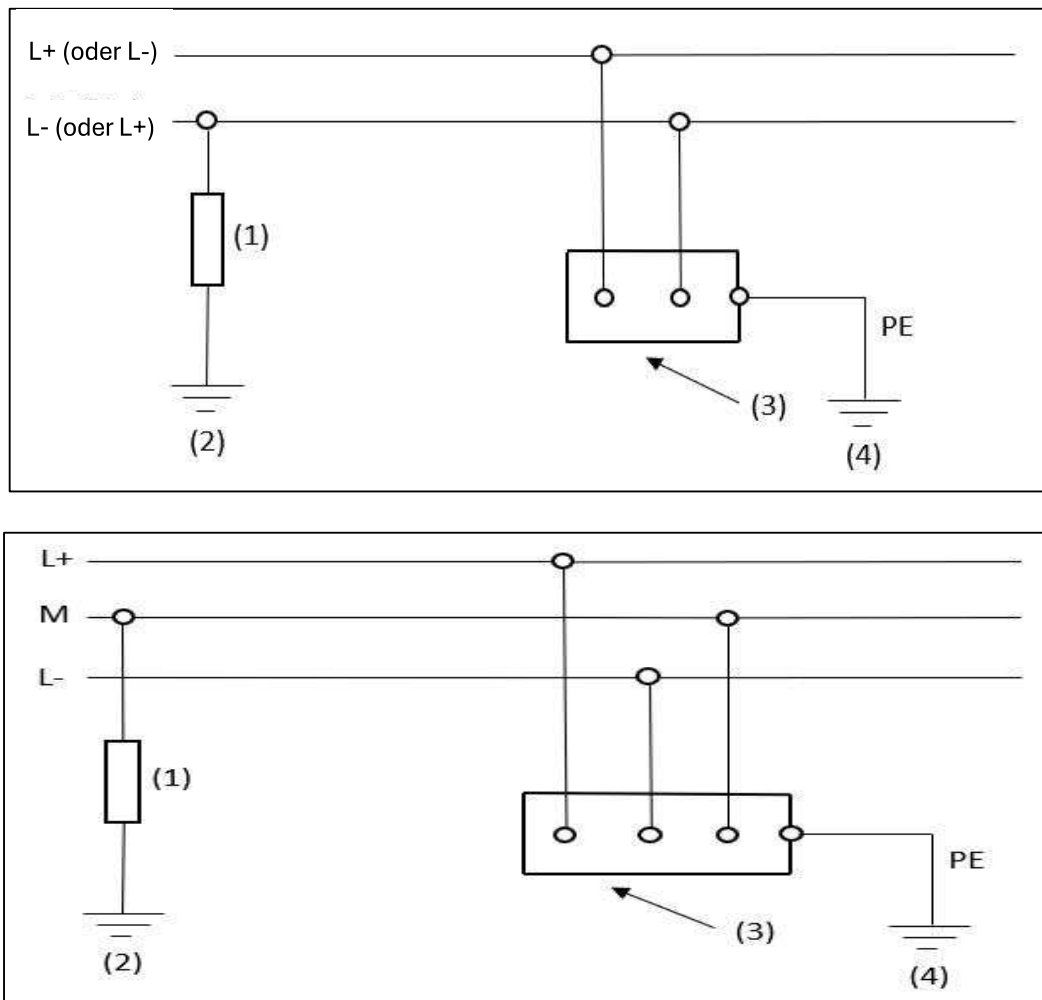 L+ (oder L-)
L- (oder L+)
(1)
PE
(3)
(2)
(4)
L+
M
L-
(1)
PE
(3)
(2)
(4)